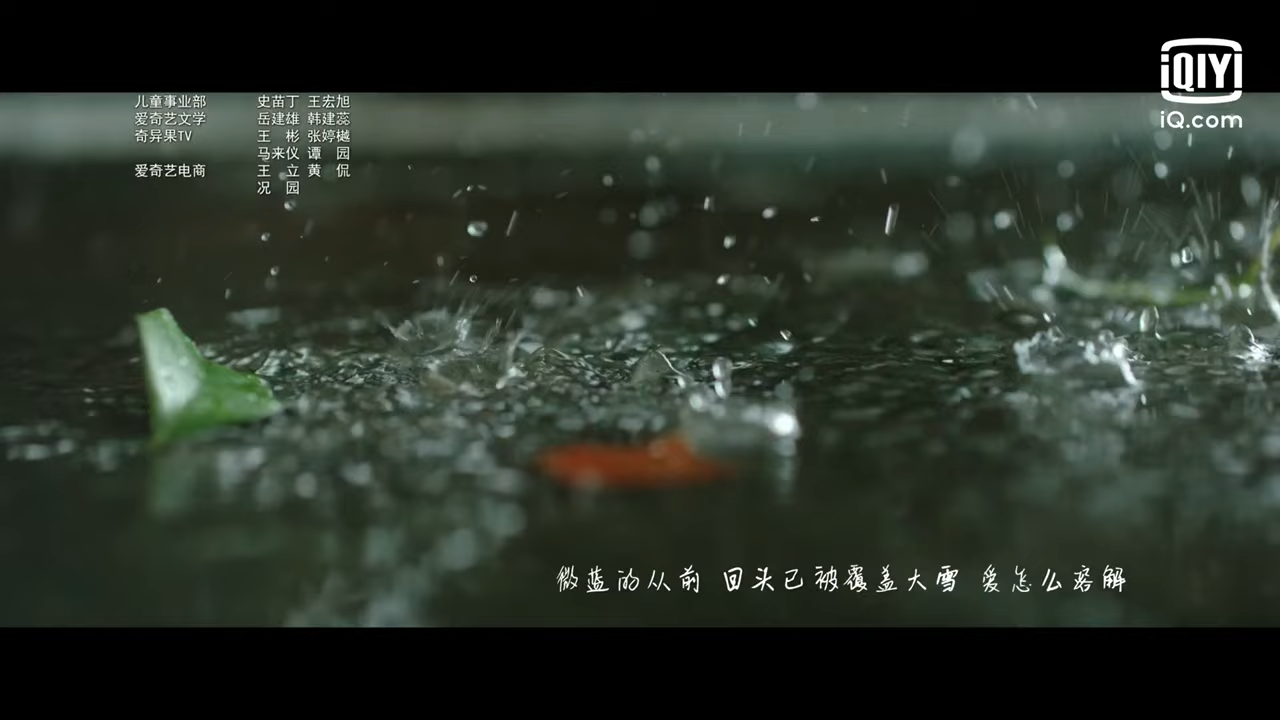 iQIYI
iQ.com
儿童事业部 史苗丁 王宏旭
爱奇艺文学 岳建雄 韩建蕊
奇异果TV 王 彬 张婷樾
马来仪 谭 园
爱奇艺电商 王 立 黄 侃
况 园
微蓝的从前 回头已被覆盖大雪 爱怎么溶解